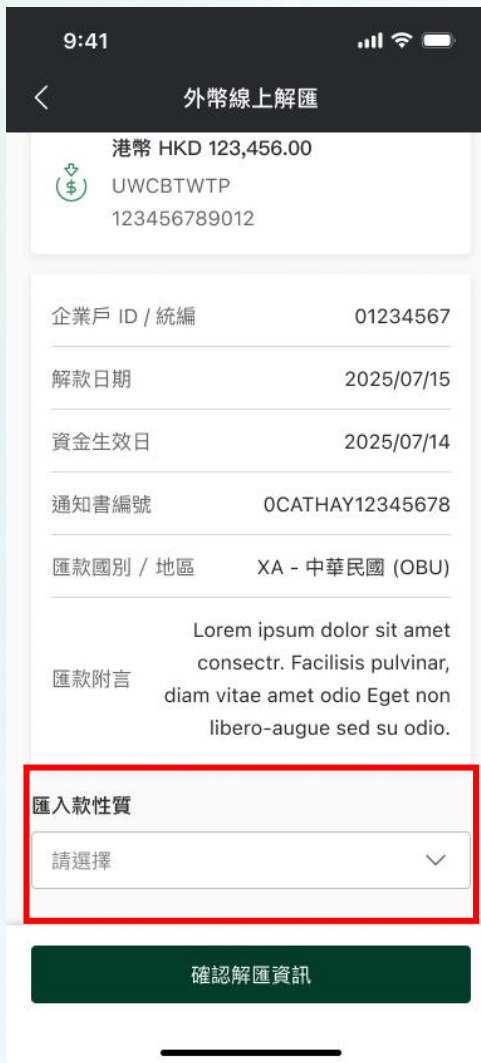 9:41
外幣線上解匯
港幣 HKD 123,456.00
UWCBTWTP
123456789012
企業戶 ID / 統編 01234567
解款日期 2025/07/15
資金生效日 2025/07/14
通知書編號 0CATHAY12345678
匯款國別 / 地區 XA - 中華民國 (OBU)
匯款附言
Lorem ipsum dolor sit amet
consectr. Facilisis pulvinar,
diam vitae amet odio Eget non
libero-augue sed su odio.
匯入款性質
請選擇
確認解匯資訊